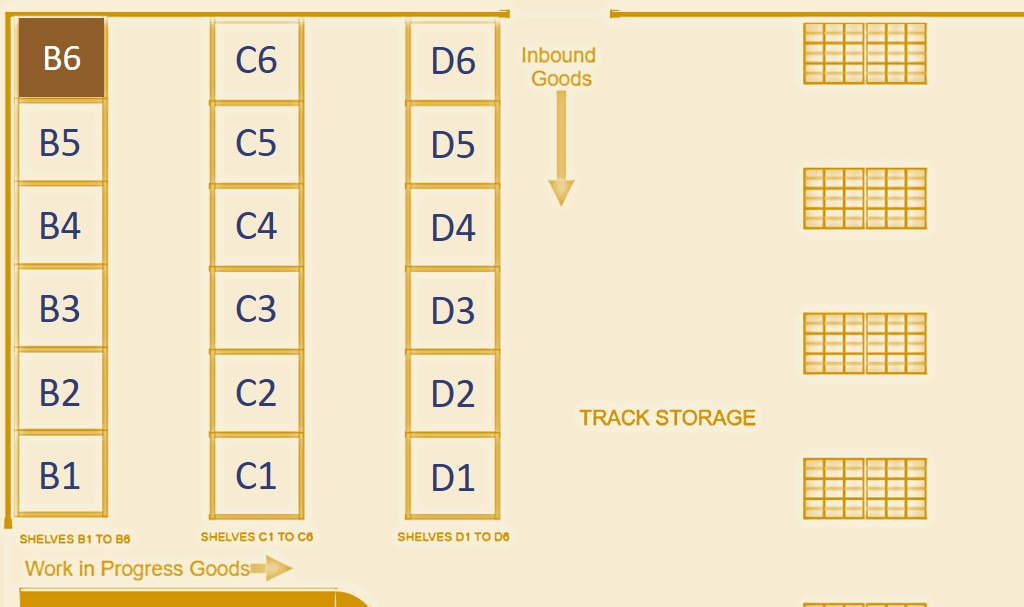 B6
C6
D6
Inbound
Goods
B5
C5
D5
B4
C4
D4
B3
C3
D3
B2
C2
D2
TRACK STORAGE
B1
C1
D1
SHELVES B1 TO B6
SHELVES C1 TO C6
SHELVES D1 TO D6
Work in Progress Goods